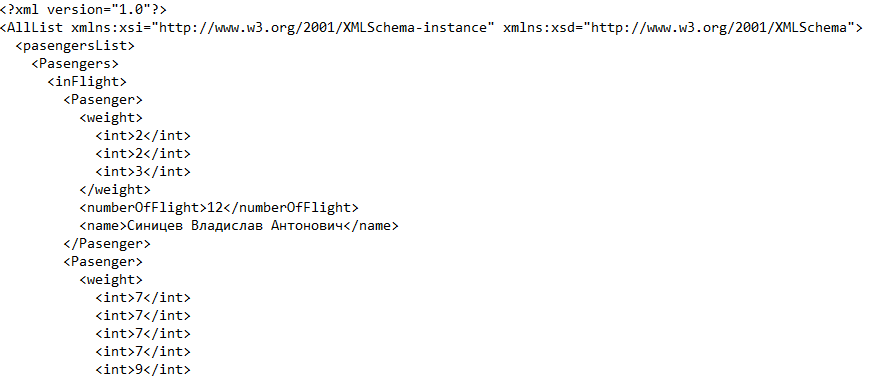 <?xml version="1.0"?>
<AllList xmlns:xsi="http://www.w3.org/2001/XMLSchema-instance" xmlns:xsd="http://www.w3.org/2001/XMLSchema">
  <pasengersList>
    <Pasengers>
      <inFlight>
        <Pasenger>
          <weight>
            <int>2</int>
            <int>2</int>
            <int>3</int>
          </weight>
          <numberOfFlight>12</numberOfFlight>
          <name>Синицев Владислав Антонович</name>
        </Pasenger>
        <Pasenger>
          <weight>
            <int>7</int>
            <int>7</int>
            <int>7</int>
            <int>7</int>
            <int>9</int>